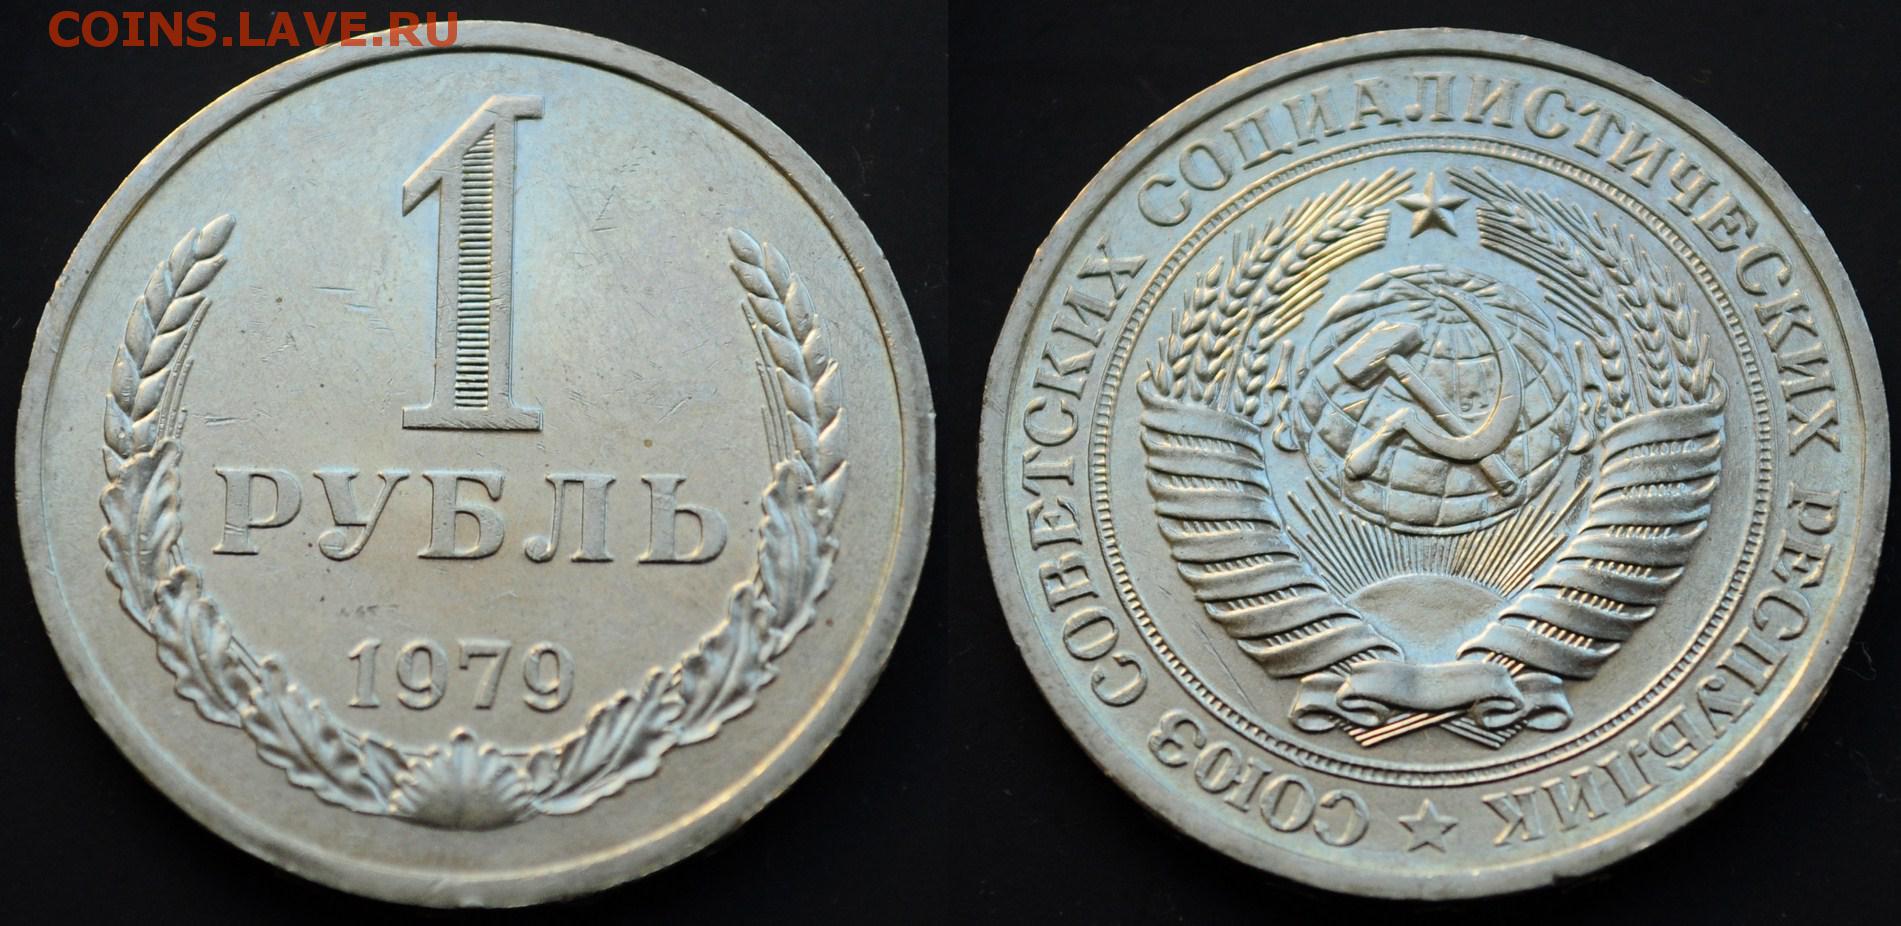 COINS.LAVE.RU
1
РУБЛЬ
1979
СОЮЗ СОВЕТСКИХ СОЦИАЛИСТИЧЕСКИХ РЕСПУБЛИК